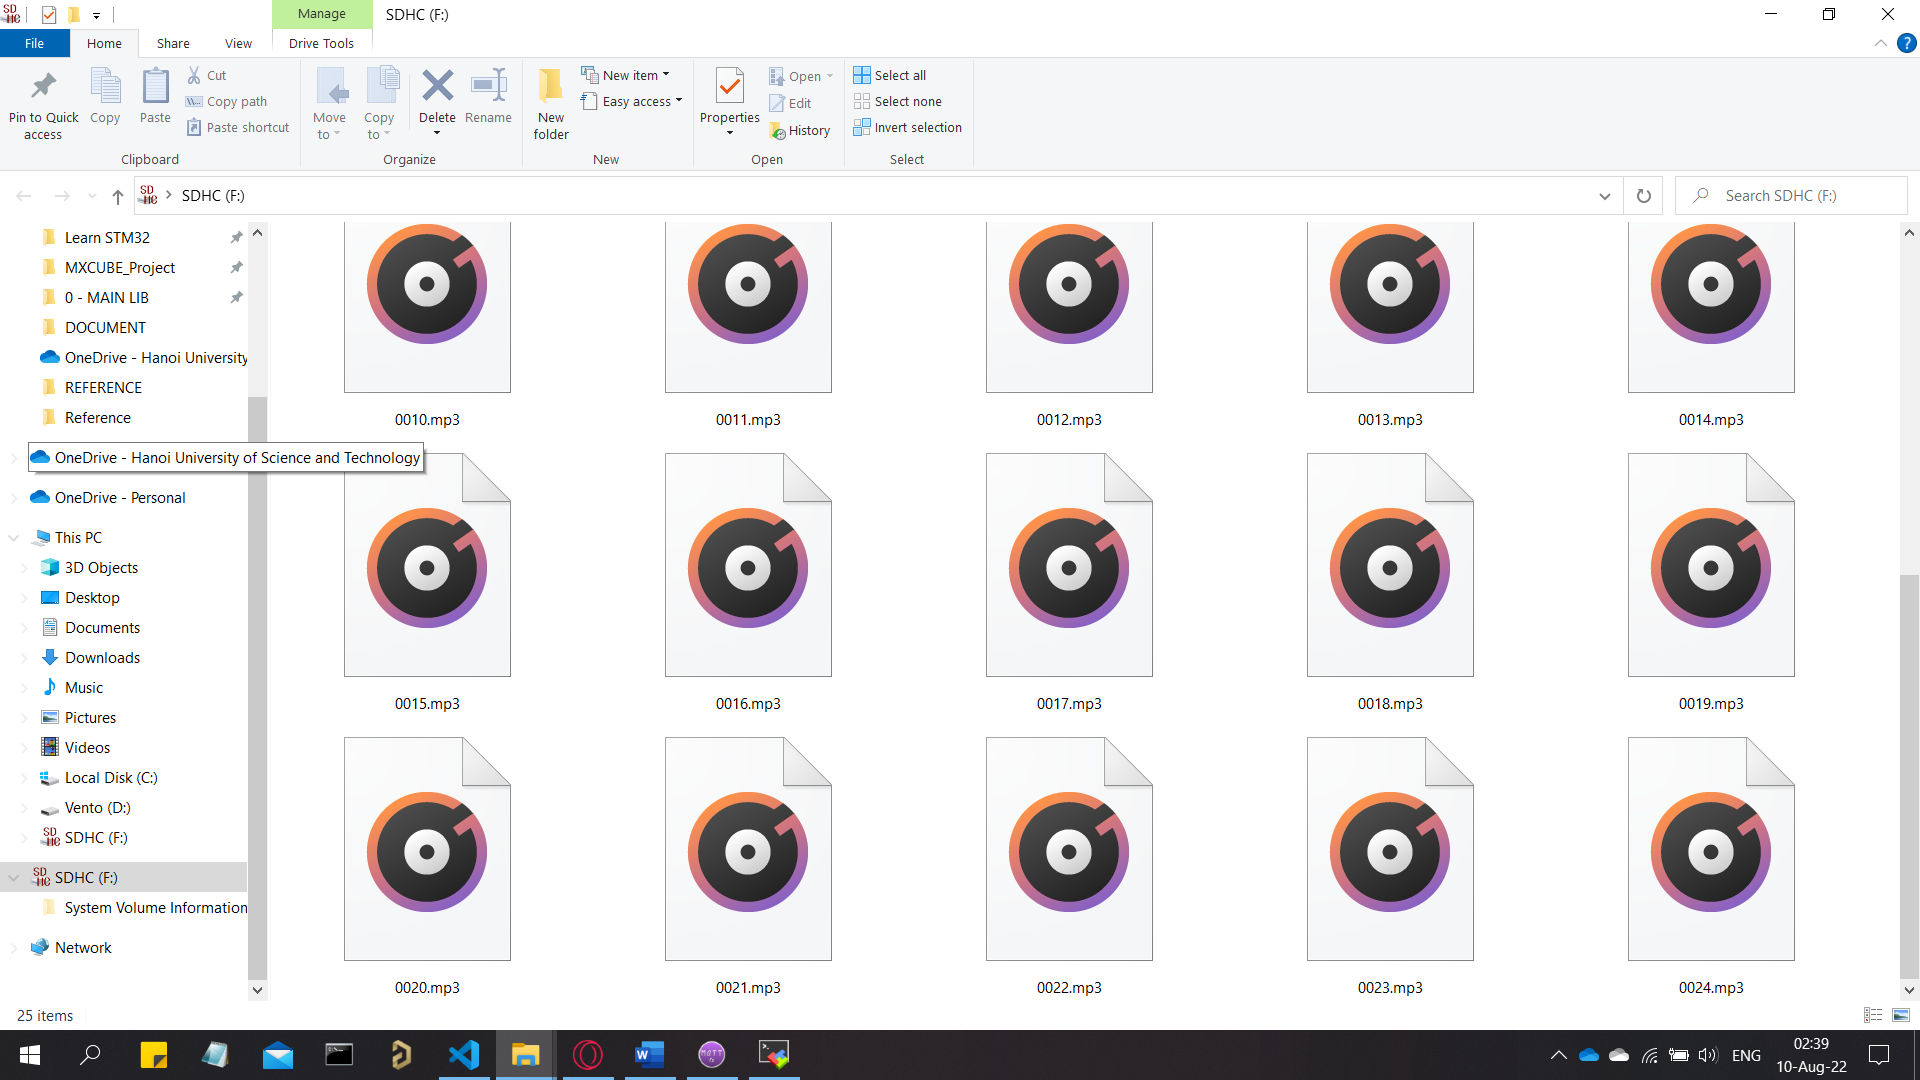 Manage
SDHC (F:)
File
Home
Share
View
Drive Tools
Pin to Quick
access
Copy
Paste
Cut
Copy path
Paste shortcut
Clipboard
Move
to
Copy
to
Delete
Rename
Organize
New
folder
New item
Easy access
New
Properties
Open
Edit
History
Open
Select all
Select none
Invert selection
Select
SDHC (F:)
Search SDHC (F:)
Learn STM32
MXCUBE_Project
0 - MAIN LIB
DOCUMENT
OneDrive - Hanoi University
REFERENCE
Reference
OneDrive - Hanoi University of Science and Technology
OneDrive - Personal
This PC
3D Objects
Desktop
Documents
Downloads
Music
Pictures
Videos
Local Disk (C:)
Vento (D:)
SDHC (F:)
SDHC (F:)
System Volume Information
Network
0010.mp3
0011.mp3
0012.mp3
0013.mp3
0014.mp3
0015.mp3
0016.mp3
0017.mp3
0018.mp3
0019.mp3
0020.mp3
0021.mp3
0022.mp3
0023.mp3
0024.mp3
25 items
ENG
02:39
10-Aug-22